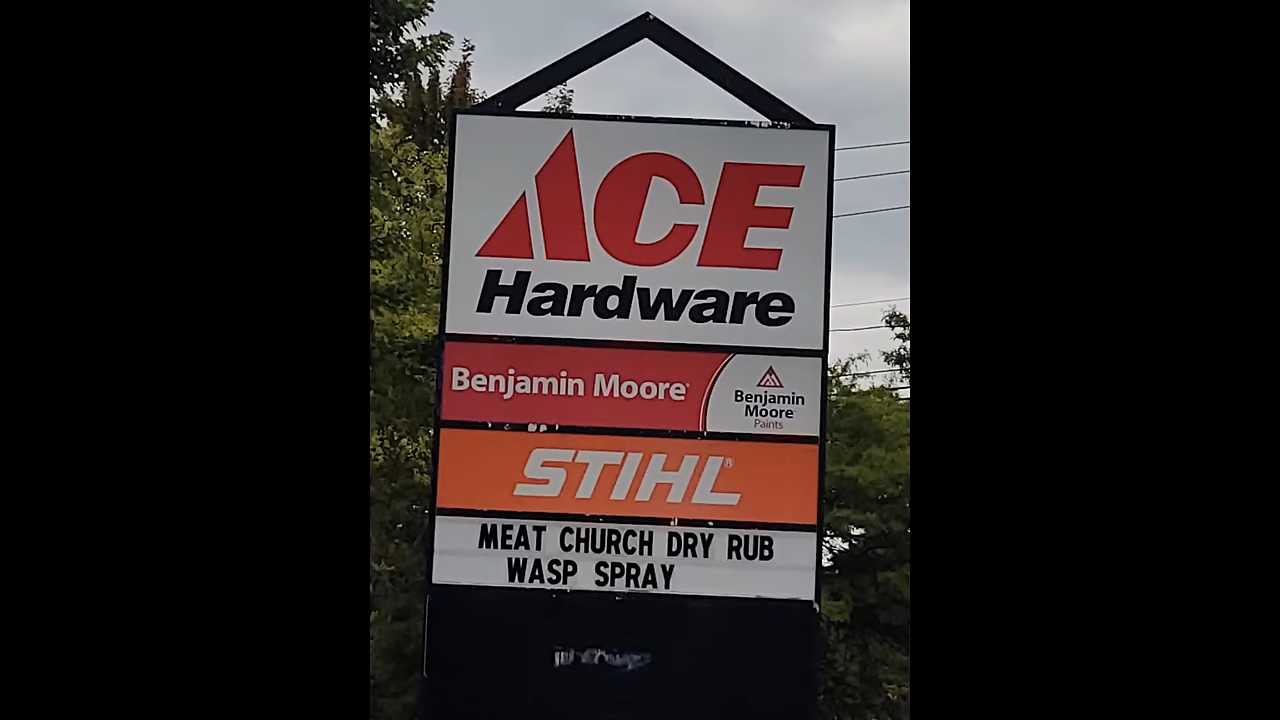 ACE
Hardware
Benjamin Moore®
Benjamin
Moore
Paints
STIHL®
MEAT CHURCH DRY RUB
WASP SPRAY